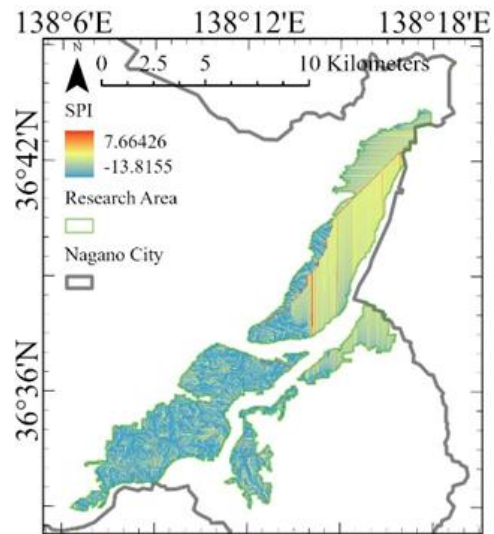 138°6'E 138°12'E 138°18'E
N
0 2.5 5 10 Kilometers
SPI
7.66426
-13.8155
Research Area
Nagano City
36°42'N
36°36'N